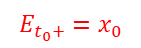 E_{t_0+} = x_0